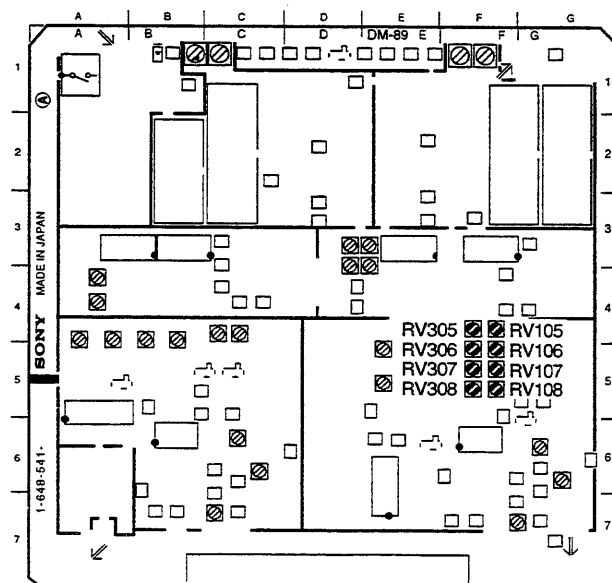 A B C D E F G
A B C D DM-89 E F G
1 1
Ⓐ
2 2
3 3
MADE IN JAPAN
4 4
RV305 RV105
RV306 RV106
SONY
RV307 RV107
5 5
RV308 RV108
6 6
1-648-541-
7 7